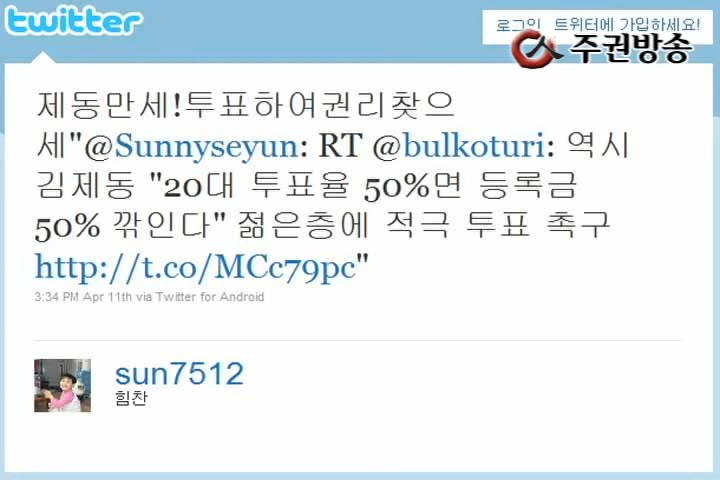 twitter
로그인 트위터에 가입하세요!
주권방송
제동만세!투표하여권리찾으
세"@Sunnyseyun: RT @bulkoturi: 역시
김제동 "20대 투표율 50%면 등록금
50% 깎인다" 젊은층에 적극 투표 촉구
http://t.co/MCc79pc"
3:34 PM Apr 11th via Twitter for Android
sun7512
힘찬